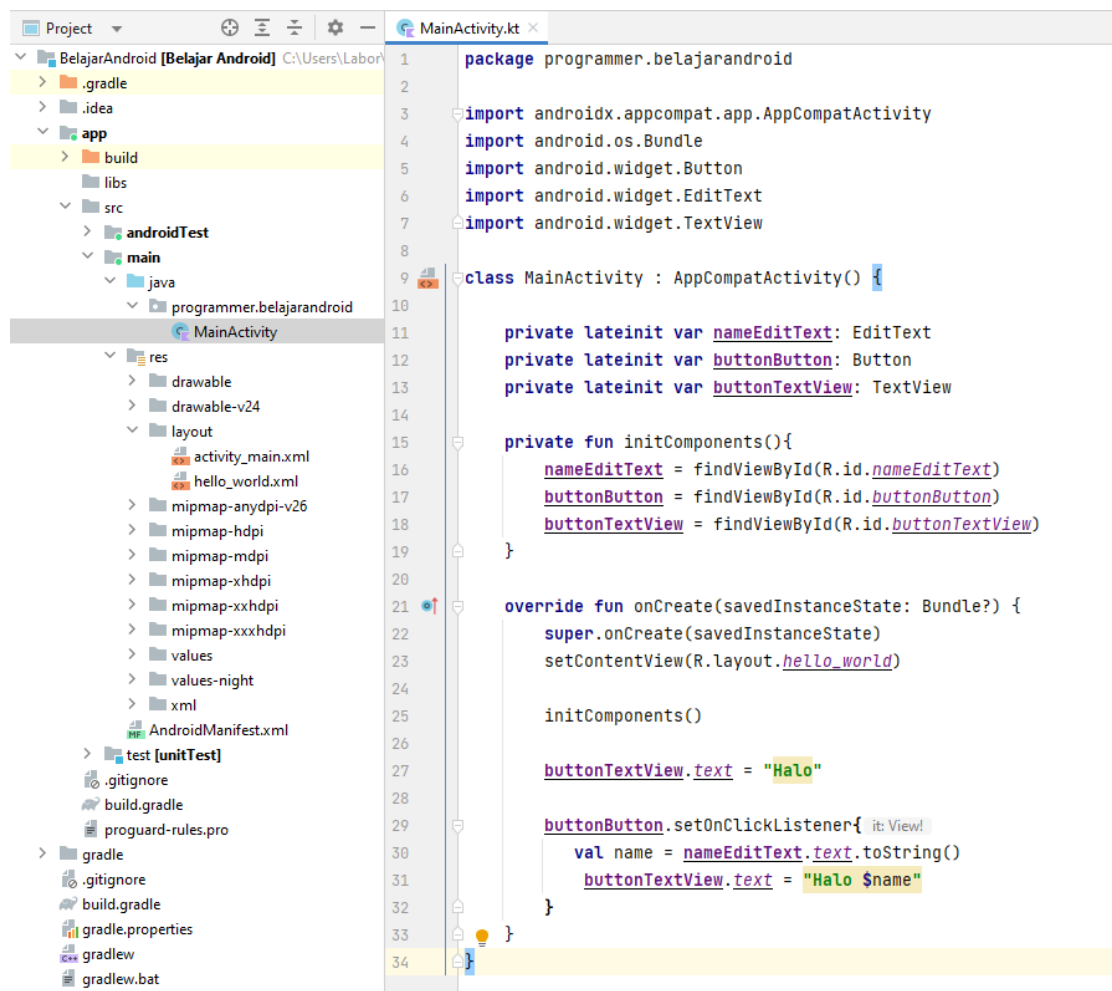 Project
BelajarAndroid [Belajar Android] C:\Users\Labor\
.gradle
.idea
app
build
libs
src
androidTest
main
java
programmer.belajarandroid
MainActivity
res
drawable
drawable-v24
layout
activity_main.xml
hello_world.xml
mipmap-anydpi-v26
mipmap-hdpi
mipmap-mdpi
mipmap-xhdpi
mipmap-xxhdpi
mipmap-xxxhdpi
values
values-night
xml
AndroidManifest.xml
test [unitTest]
.gitignore
build.gradle
proguard-rules.pro
gradle
.gitignore
build.gradle
gradle.properties
gradlew
gradlew.bat
MainActivity.kt
1 package programmer.belajarandroid
2
3 import androidx.appcompat.app.AppCompatActivity
4 import android.os.Bundle
5 import android.widget.Button
6 import android.widget.EditText
7 import android.widget.TextView
8
9 class MainActivity : AppCompatActivity() {
10
11 private lateinit var nameEditText: EditText
12 private lateinit var buttonButton: Button
13 private lateinit var buttonTextView: TextView
14
15 private fun initComponents(){
16 nameEditText = findViewById(R.id.nameEditText)
17 buttonButton = findViewById(R.id.buttonButton)
18 buttonTextView = findViewById(R.id.buttonTextView)
19 }
20
21 override fun onCreate(savedInstanceState: Bundle?) {
22 super.onCreate(savedInstanceState)
23 setContentView(R.layout.hello_world)
24
25 initComponents()
26
27 buttonTextView.text = "Halo"
28
29 buttonButton.setOnClickListener{ it: View!
30 val name = nameEditText.text.toString()
31 buttonTextView.text = "Halo $name"
32 }
33 }
34 }